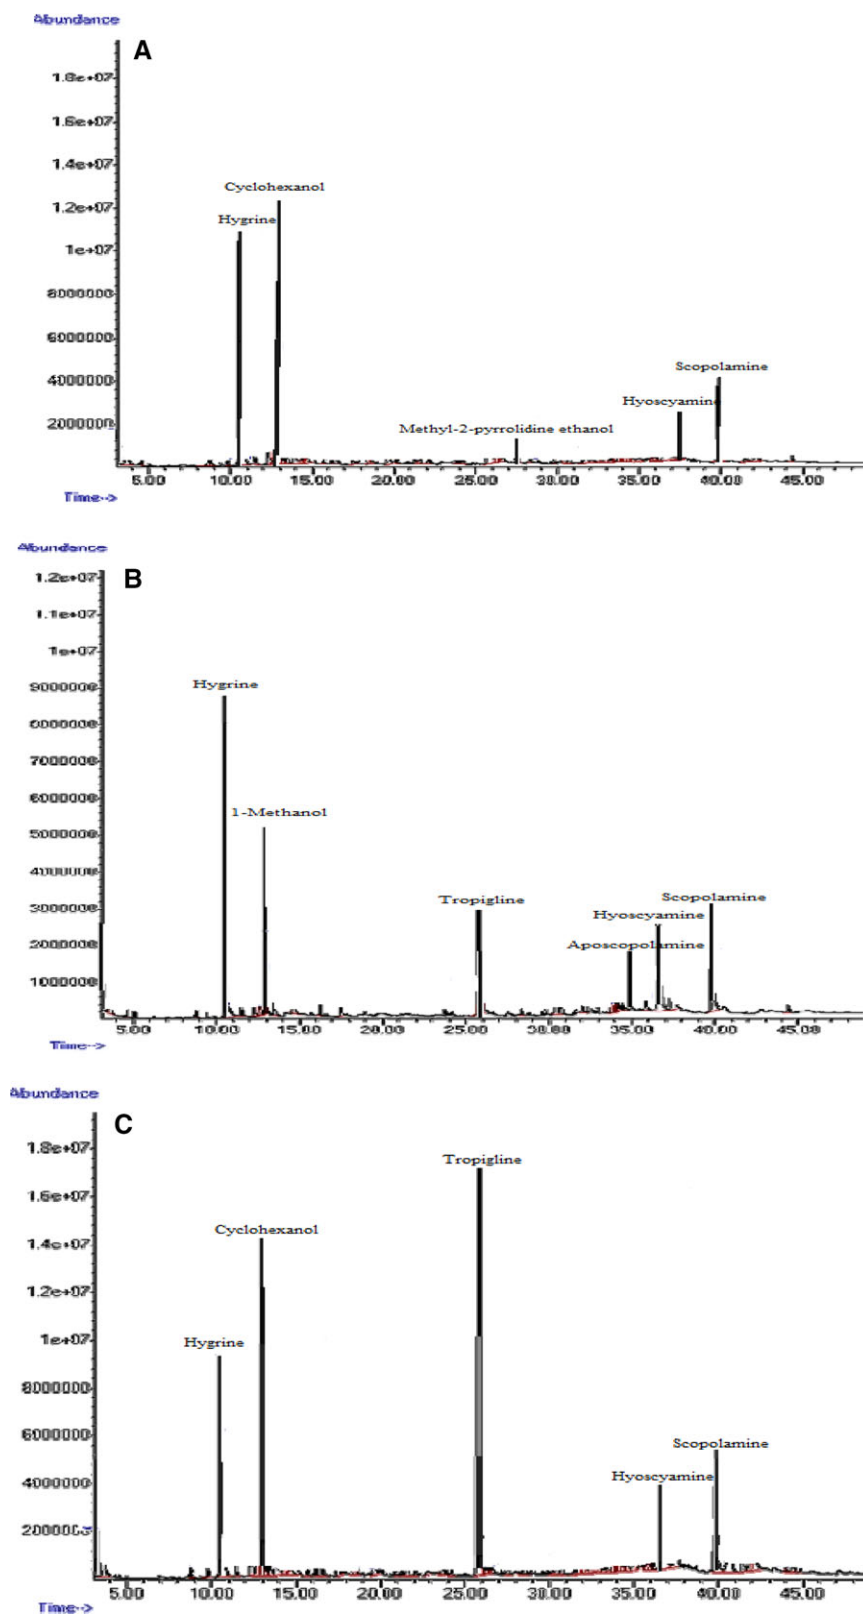 Abundance
A
1.8e+07
1.6e+07
1.4e+07
Cyclohexanol
1.2e+07
Hygrine
1e+07
8000000
6000000
4000000
Scopolamine
Hyoscyamine
2000000
Methyl-2-pyrrolidine ethanol
5.00 10.00 15.00 20.00 25.00 30.00 35.00 40.00 45.00
Time-->
Abundance
B
1.2e+07
1.1e+07
1e+07
Hygrine
9000000
8000000
7000000
6000000
1-Methanol
5000000
4000000
3000000
Tropigline
Scopolamine
Hyoscyamine
2000000
Aposcopolamine
1000000
5.00 10.00 15.00 20.00 25.00 30.00 35.00 40.00 45.00
Time-->
Abundance
C
1.8e+07
Tropigline
1.6e+07
1.4e+07
Cyclohexanol
1.2e+07
1e+07
Hygrine
8000000
6000000
Scopolamine
4000000
Hyoscyamine
2000000
5.00 10.00 15.00 20.00 25.00 30.00 35.00 40.00 45.00
Time-->